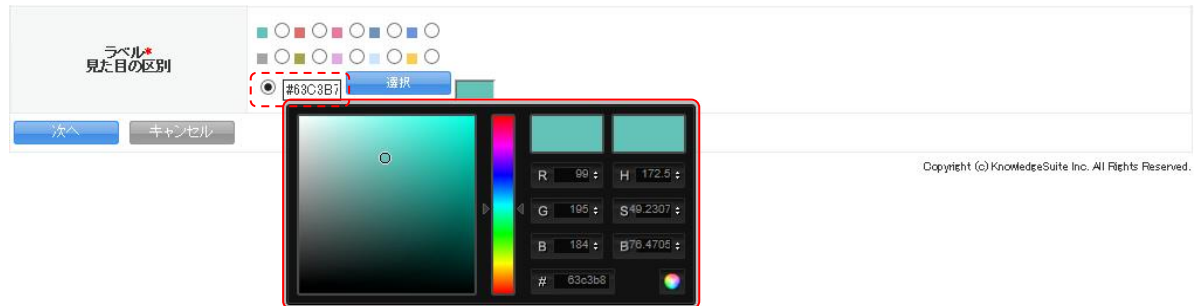 ラベル*
見た目の区別
#63C3B7
選択
次へ
キャンセル
R 99
H 172.5
G 195
S 49.2307
B 184
B 76.4705
# 63c3b8
Copyright (c) KnowledgeSuite Inc. All Rights Reserved.